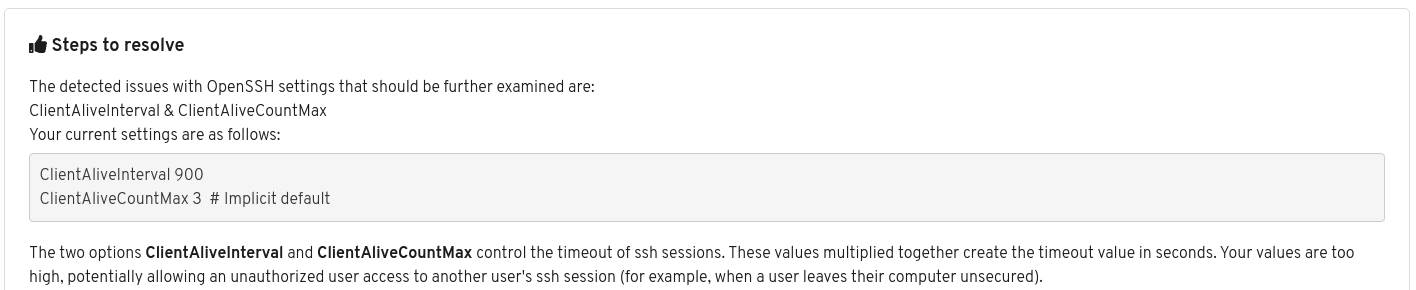 Steps to resolve
The detected issues with OpenSSH settings that should be further examined are:
ClientAliveInterval & ClientAliveCountMax
Your current settings are as follows:
ClientAliveInterval 900
ClientAliveCountMax 3  # Implicit default
The two options ClientAliveInterval and ClientAliveCountMax control the timeout of ssh sessions. These values multiplied together create the timeout value in seconds. Your values are too
high, potentially allowing an unauthorized user access to another user's ssh session (for example, when a user leaves their computer unsecured).